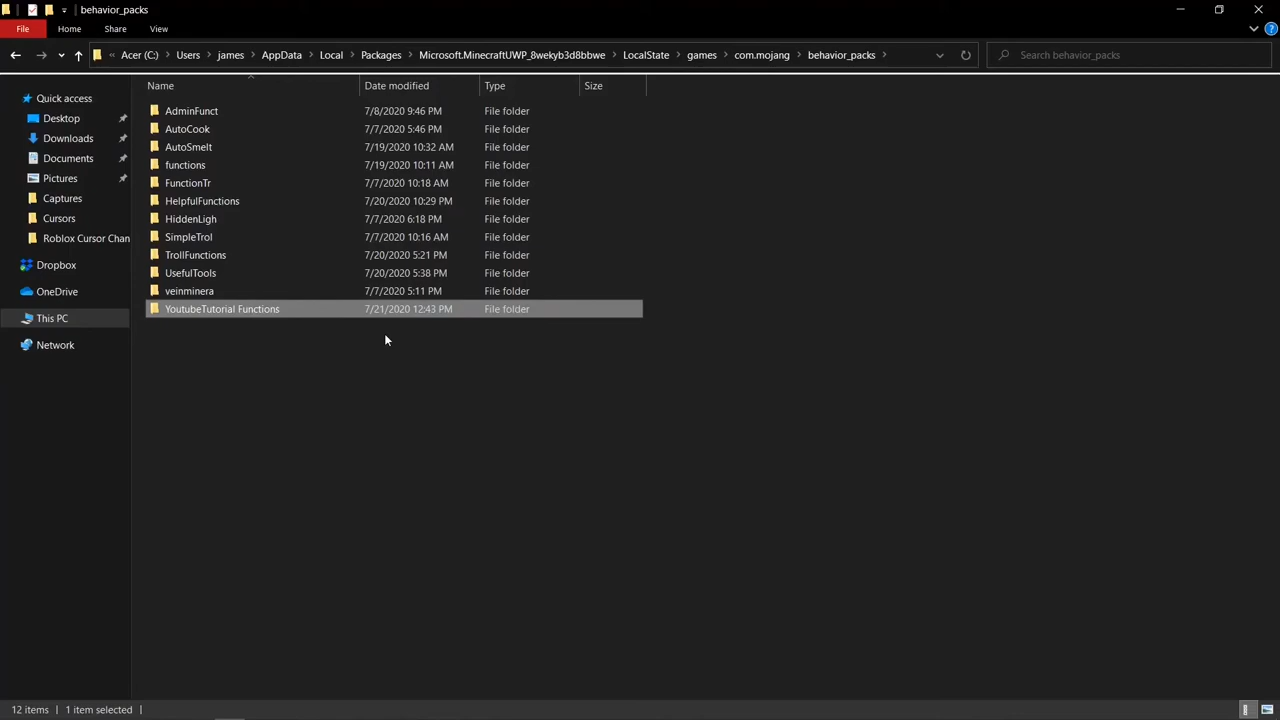 behavior_packs
File Home Share View
« Acer (C:) › Users › james › AppData › Local › Packages › Microsoft.MinecraftUWP_8wekyb3d8bbwe › LocalState › games › com.mojang › behavior_packs › Search behavior_packs
Name Date modified Type Size
Quick access
Desktop
Downloads
Documents
Pictures
Captures
Cursors
Roblox Cursor Chan
Dropbox
OneDrive
This PC
Network
AdminFunct 7/8/2020 9:46 PM File folder
AutoCook 7/7/2020 5:46 PM File folder
AutoSmelt 7/19/2020 10:32 AM File folder
functions 7/19/2020 10:11 AM File folder
FunctionTr 7/7/2020 10:18 AM File folder
HelpfulFunctions 7/20/2020 10:29 PM File folder
HiddenLigh 7/7/2020 6:18 PM File folder
SimpleTrol 7/7/2020 10:16 AM File folder
TrollFunctions 7/20/2020 5:21 PM File folder
UsefulTools 7/20/2020 5:38 PM File folder
veinminera 7/7/2020 5:11 PM File folder
YoutubeTutorial Functions 7/21/2020 12:43 PM File folder
12 items 1 item selected